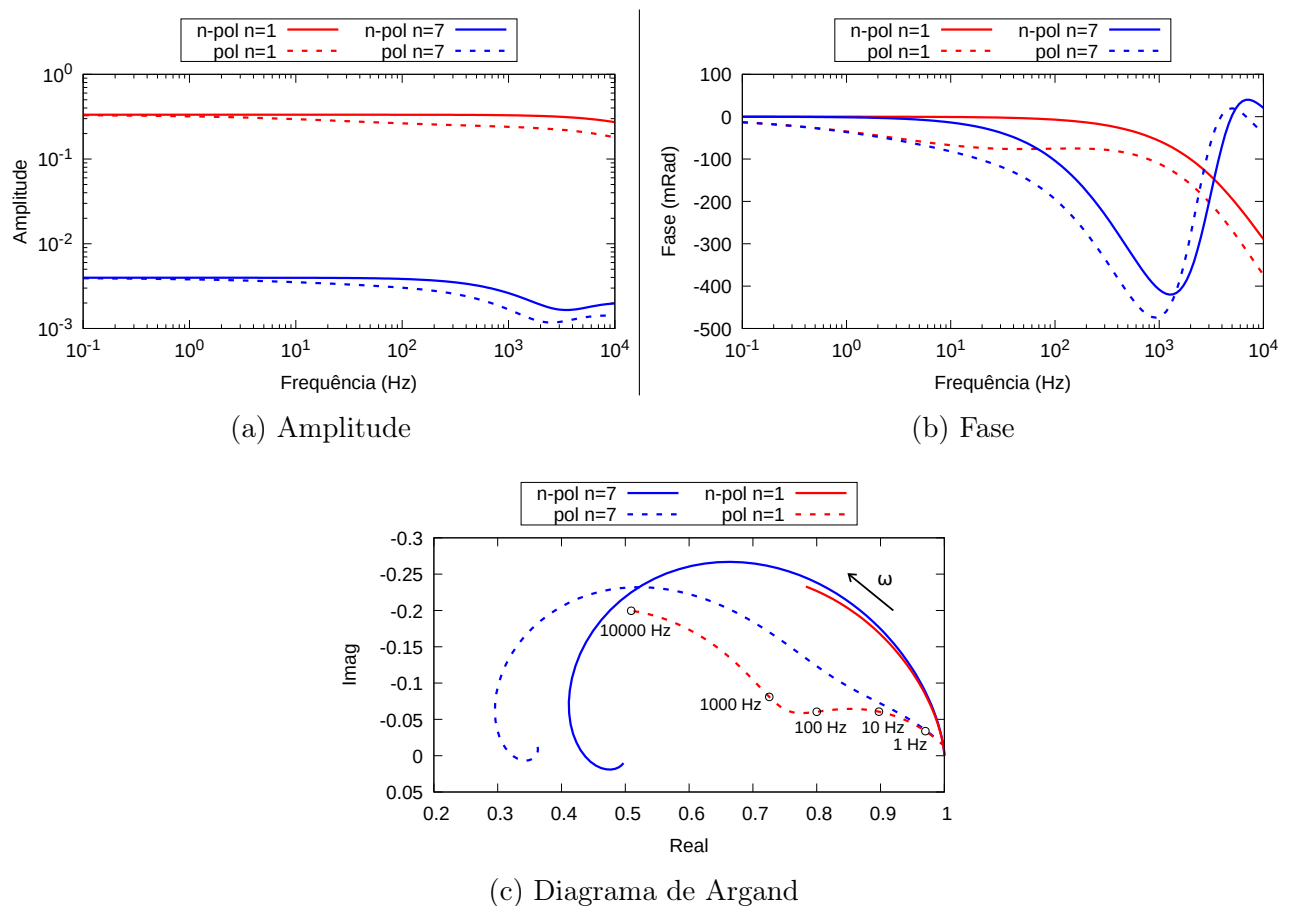 n-pol n=1 n-pol n=7
pol n=1 pol n=7
10^0
10^-1
10^-2
10^-3
Amplitude
10^-1 10^0 10^1 10^2 10^3 10^4
Frequência (Hz)
(a) Amplitude
n-pol n=1 n-pol n=7
pol n=1 pol n=7
100
0
-100
-200
-300
-400
-500
Fase (mRad)
10^-1 10^0 10^1 10^2 10^3 10^4
Frequência (Hz)
(b) Fase
n-pol n=7 n-pol n=1
pol n=7 pol n=1
-0.3
-0.25
-0.2
-0.15
-0.1
-0.05
0
0.05
Imag
ω
10000 Hz
1000 Hz
100 Hz
10 Hz
1 Hz
0.2 0.3 0.4 0.5 0.6 0.7 0.8 0.9 1
Real
(c) Diagrama de Argand